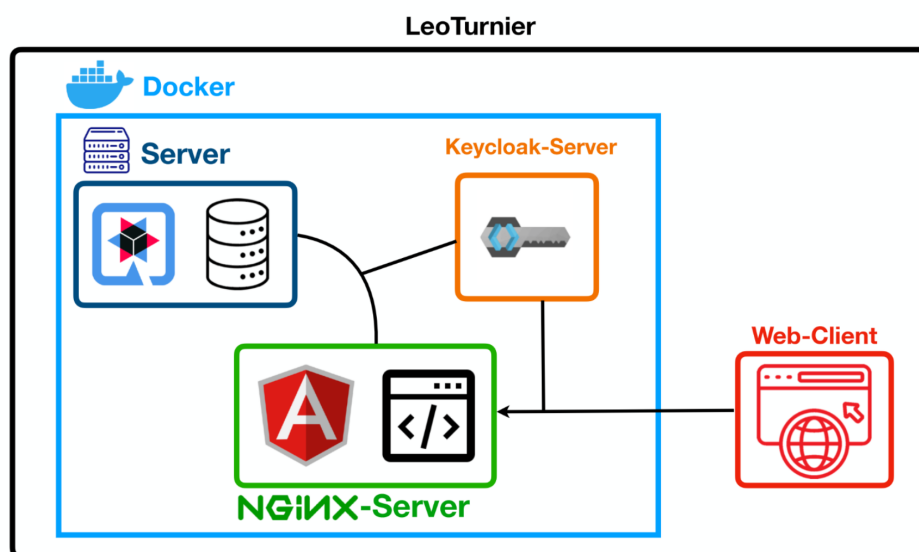 LeoTurnier
Docker
Server
Keycloak-Server
Web-Client
NGiNX-Server